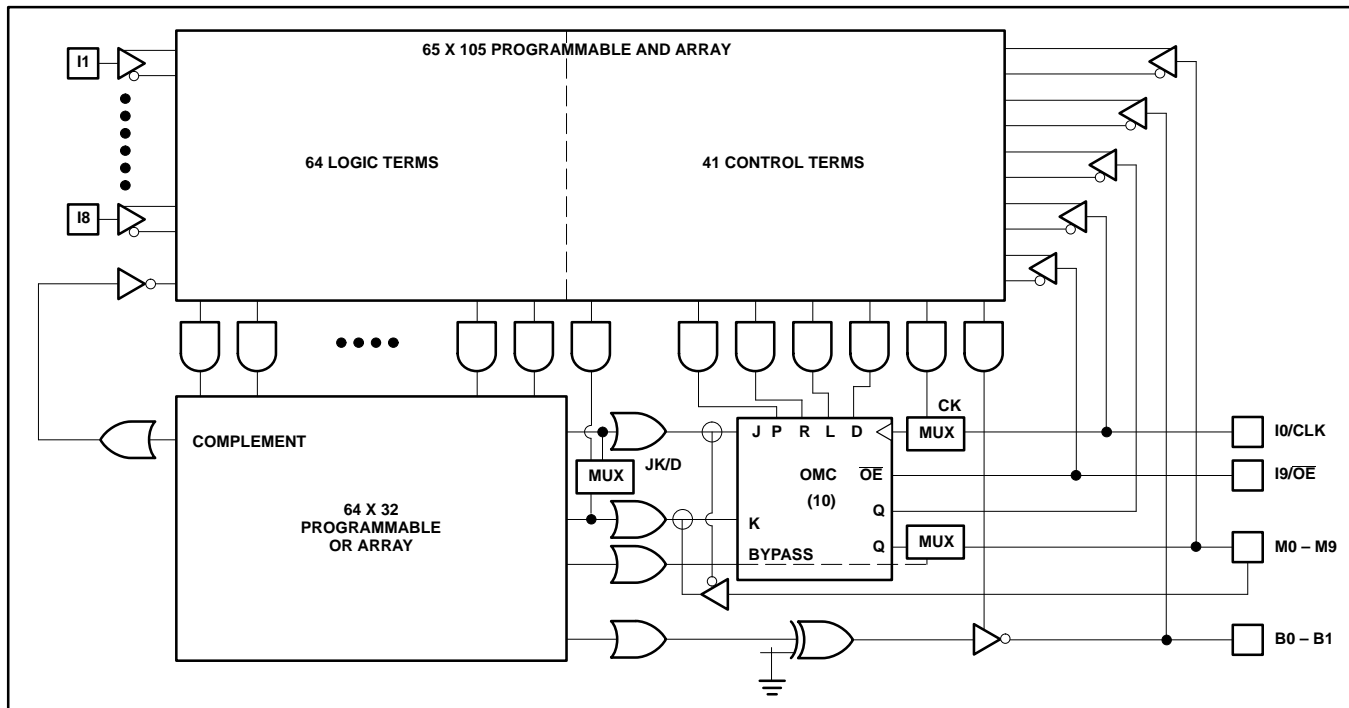 65 X 105 PROGRAMMABLE AND ARRAY
I1
64 LOGIC TERMS
41 CONTROL TERMS
I8
CK
COMPLEMENT
J P R L D
MUX
I0/CLK
JK/D
MUX
OMC
(10)
OE
I9/OE
64 X 32
PROGRAMMABLE
OR ARRAY
K
Q
BYPASS
Q
MUX
M0 – M9
B0 – B1